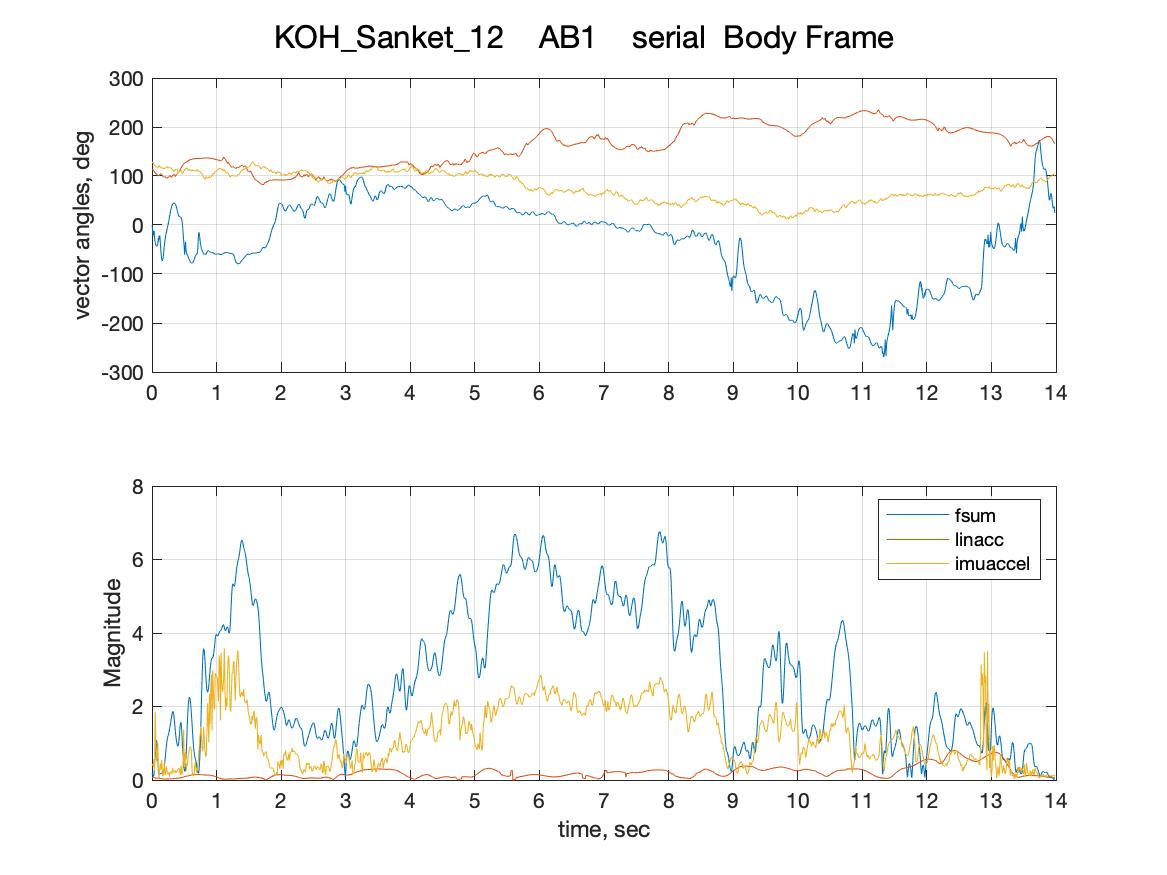 KOH_Sanket_12 AB1 serial Body Frame
300
200
100
0
-100
-200
-300
vector angles, deg
0 1 2 3 4 5 6 7 8 9 10 11 12 13 14
8
6
4
2
0
Magnitude
fsum
linacc
imuaccel
0 1 2 3 4 5 6 7 8 9 10 11 12 13 14
time, sec